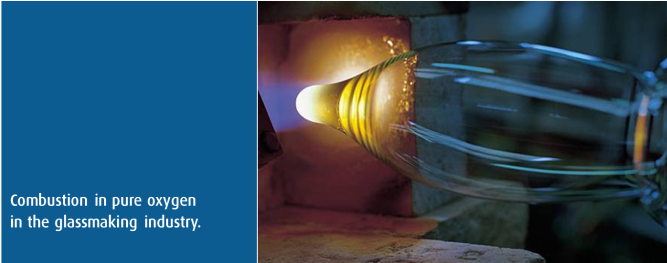 Combustion in pure oxygen
in the glassmaking industry.